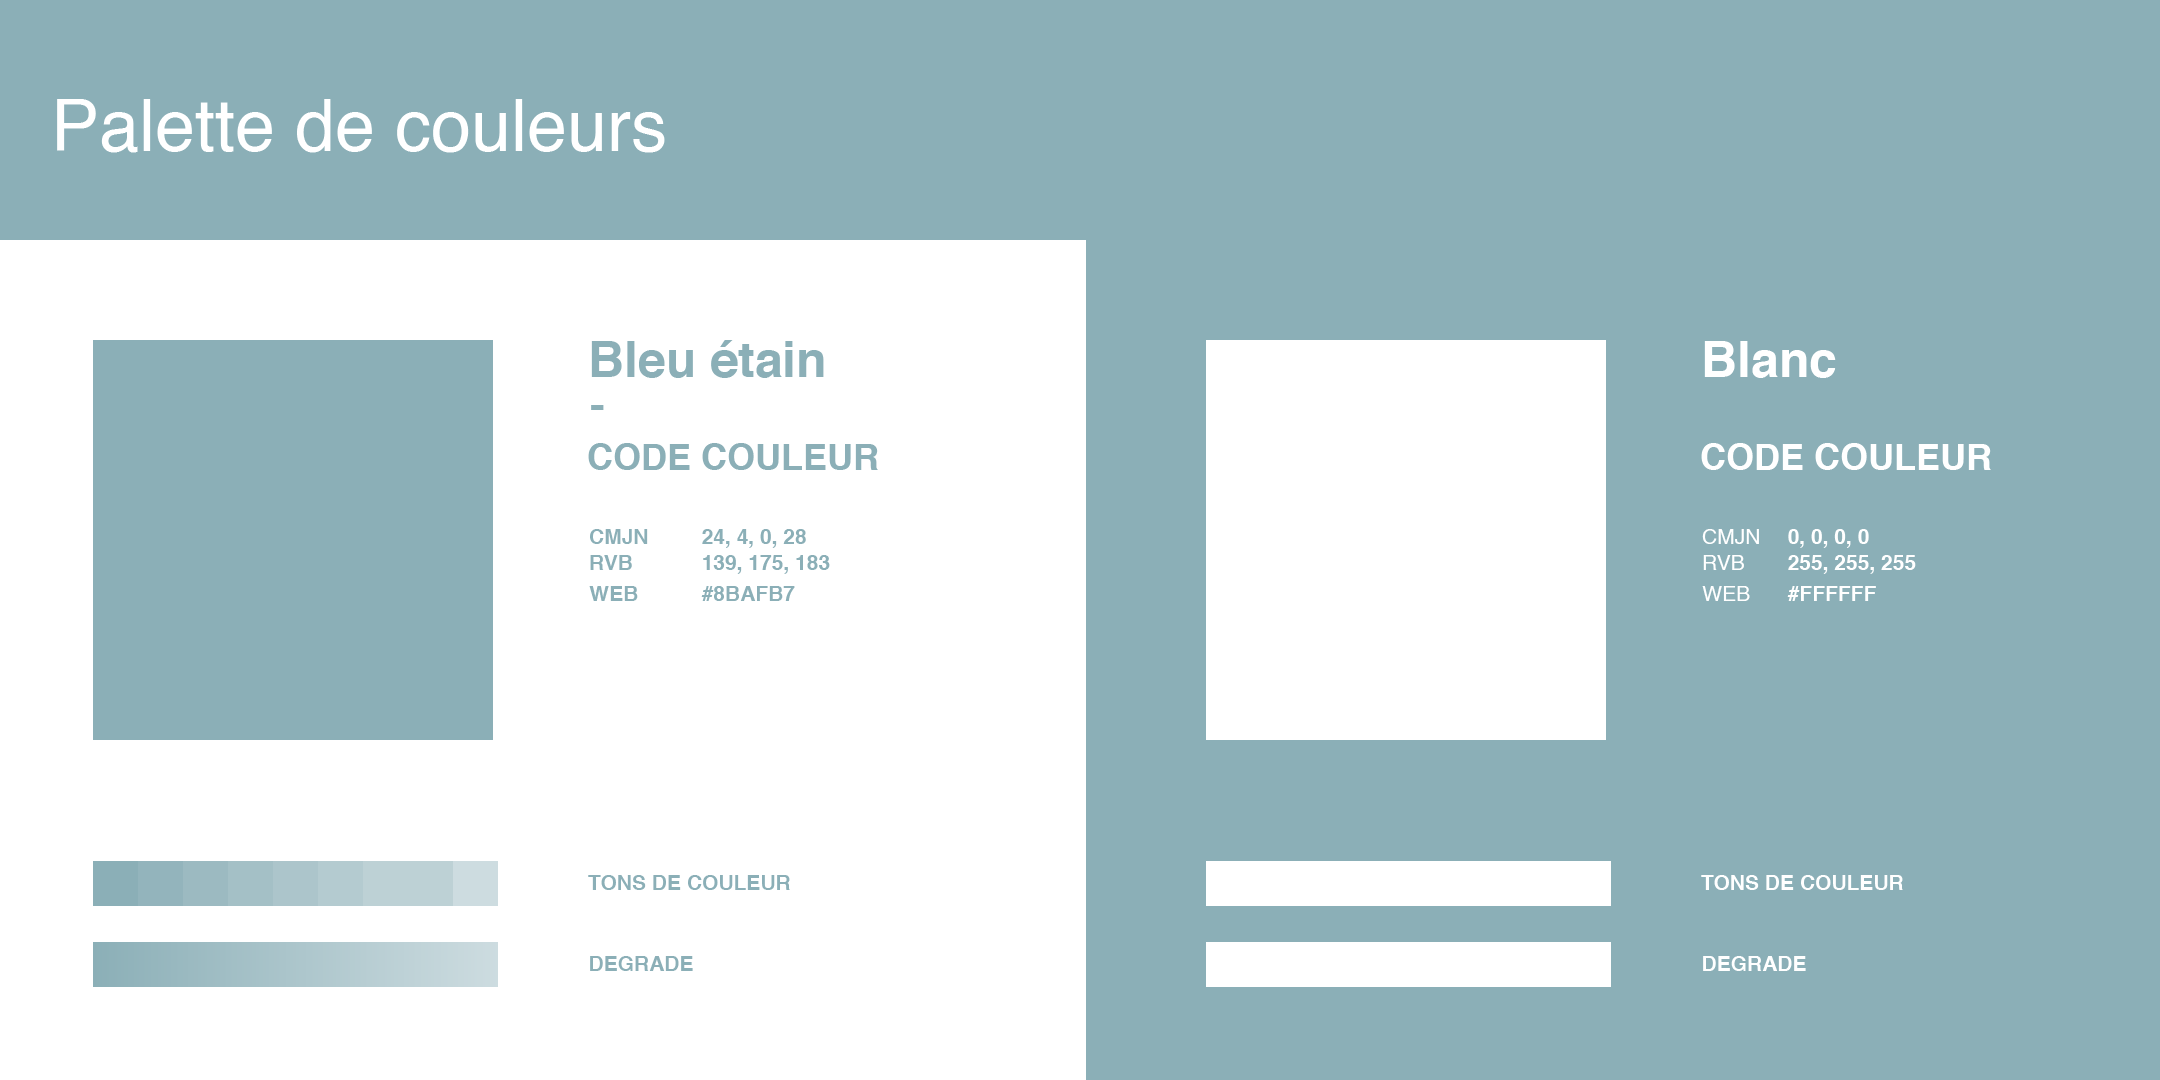 Palette de couleurs
Bleu étain
-
CODE COULEUR
CMJN 24, 4, 0, 28
RVB 139, 175, 183
WEB #8BAFB7
TONS DE COULEUR
DEGRADE
Blanc
CODE COULEUR
CMJN 0, 0, 0, 0
RVB 255, 255, 255
WEB #FFFFFF
TONS DE COULEUR
DEGRADE